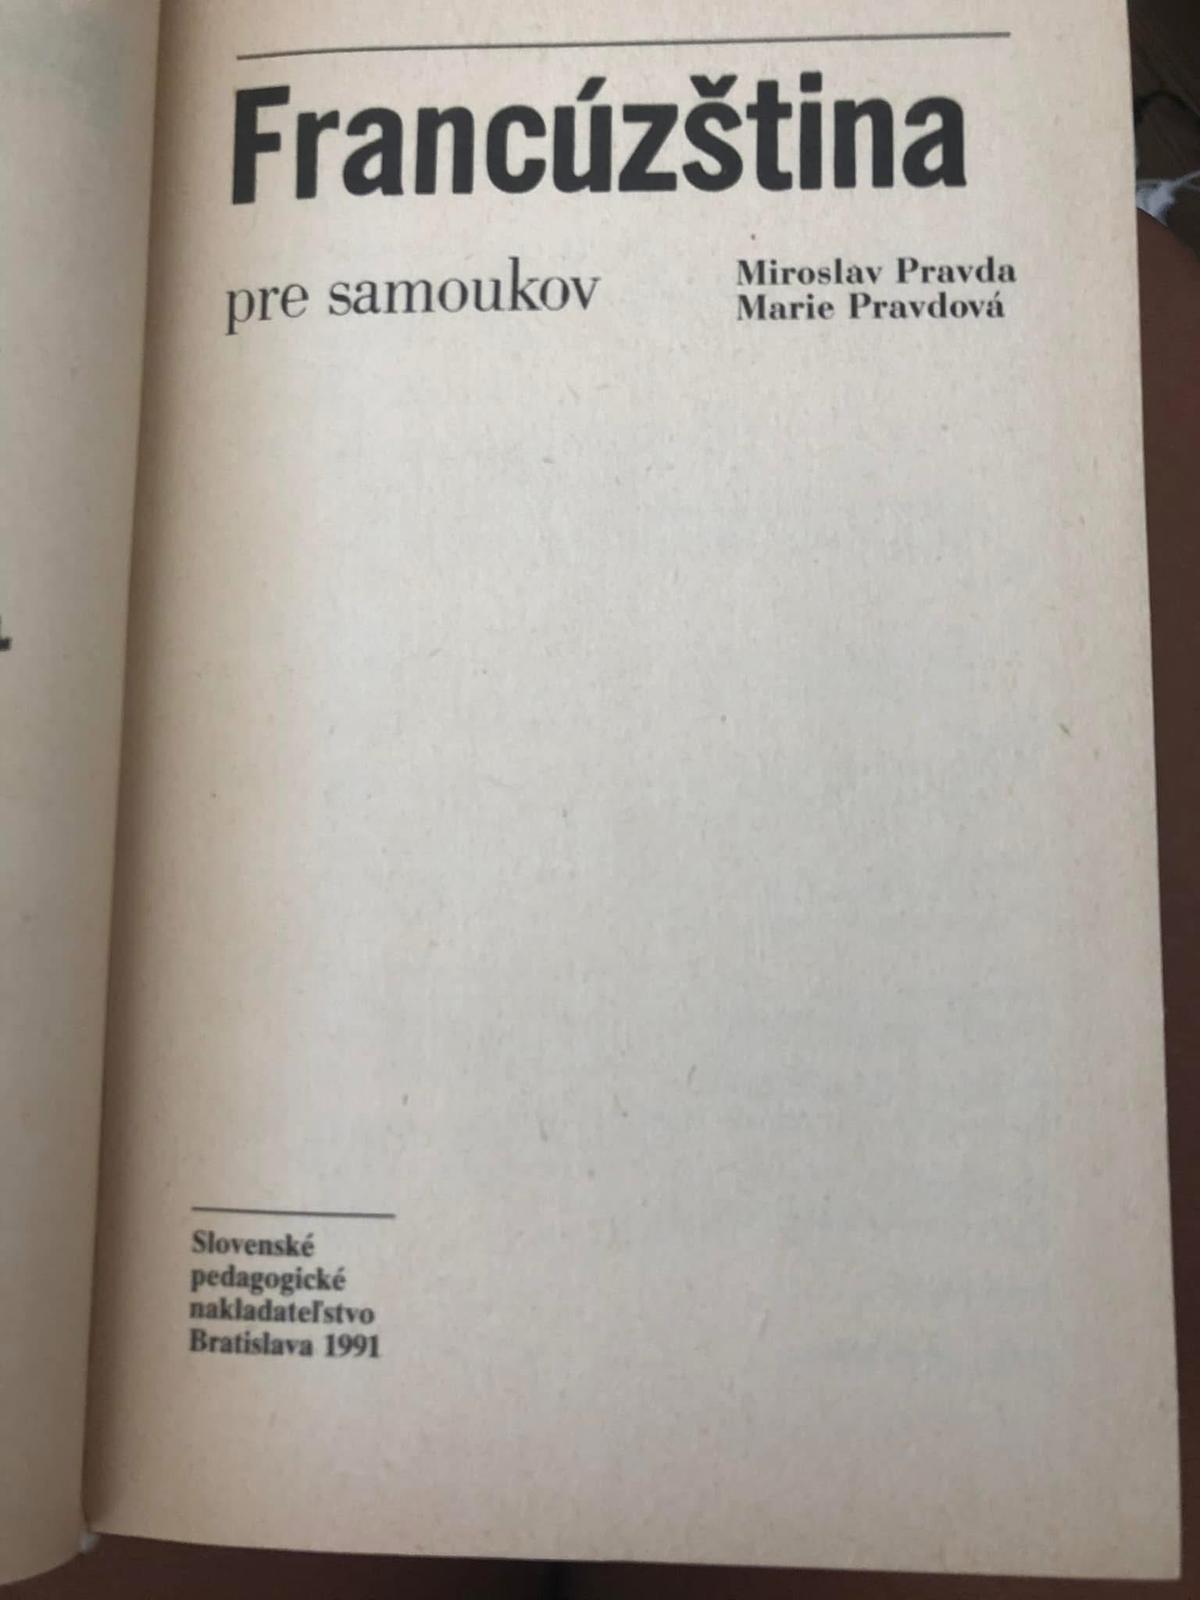 Francúzština
pre samoukov
Miroslav Pravda
Marie Pravdová
Slovenské
pedagogické
nakladateľstvo
Bratislava 1991